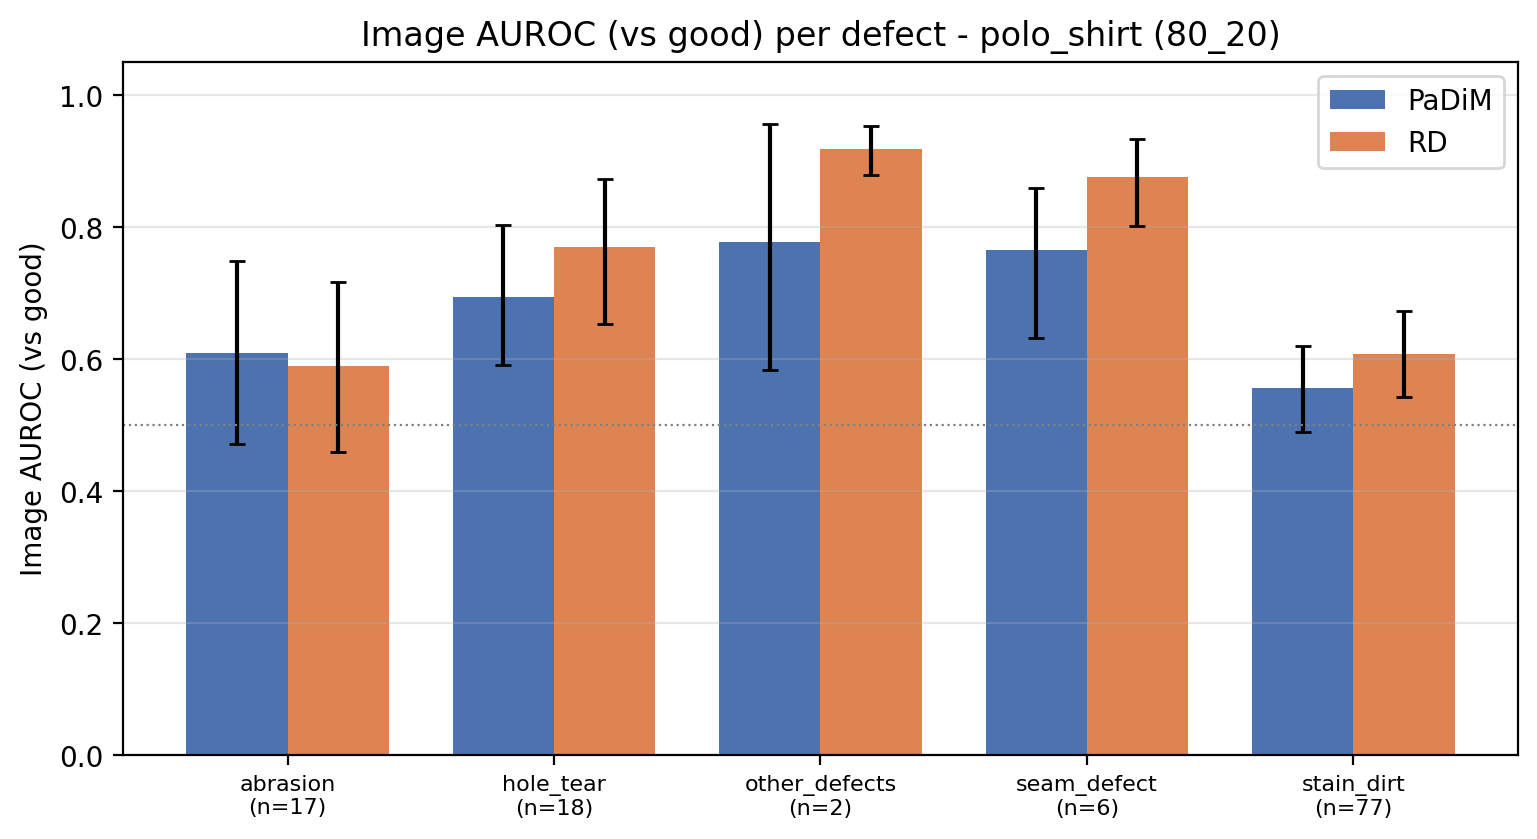 Image AUROC (vs good) per defect - polo_shirt (80_20)
PaDiM
RD
Image AUROC (vs good)
1.0
0.8
0.6
0.4
0.2
0.0
abrasion
(n=17)
hole_tear
(n=18)
other_defects
(n=2)
seam_defect
(n=6)
stain_dirt
(n=77)